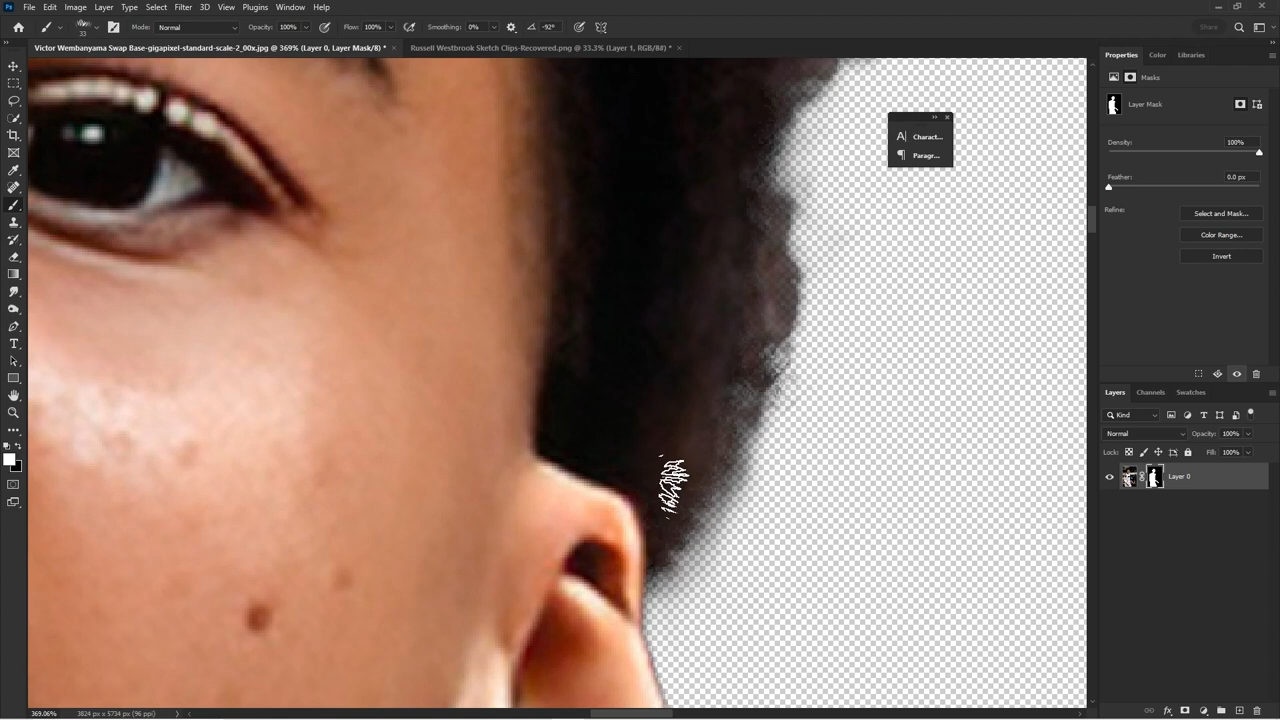 File Edit Image Layer Type Select Filter 3D View Plugins Window Help
33 Mode: Normal Opacity: 100% Flow: 100% Smoothing: 0% -92° Share
Victor Wembanyama Swap Base-gigapixel-standard-scale-2_00x.jpg @ 369% (Layer 0, Layer Mask/8) * × Russell Westbrook Sketch Clips-Recovered.png @ 33.3% (Layer 1, RGB/8#) * ×
Charact...
Paragr...
Properties Color Libraries
Masks
Layer Mask
Density: 100%
Feather: 0.0 px
Refine: Select and Mask...
Color Range...
Invert
Layers Channels Swatches
Kind
Normal Opacity: 100%
Lock: Fill: 100%
Layer 0
369.06% 3824 px x 5734 px (96 ppi)